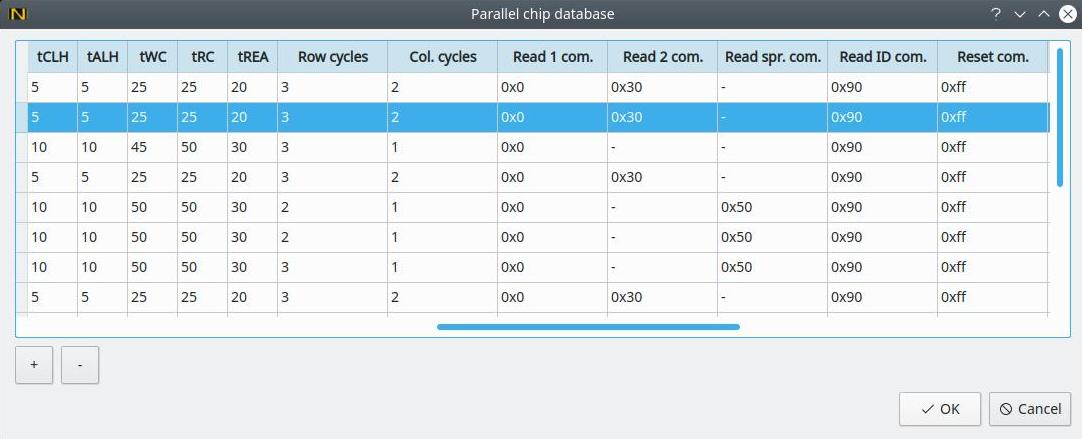 N Parallel chip database ?
tCLH tALH tWC tRC tREA Row cycles Col. cycles Read 1 com. Read 2 com. Read spr. com. Read ID com. Reset com.
5 5 25 25 20 3 2 0x0 0x30 - 0x90 0xff
5 5 25 25 20 3 2 0x0 0x30 - 0x90 0xff
10 10 45 50 30 3 1 0x0 - - 0x90 0xff
5 5 25 25 20 3 2 0x0 0x30 - 0x90 0xff
10 10 50 50 30 2 1 0x0 - 0x50 0x90 0xff
10 10 50 50 30 2 1 0x0 - 0x50 0x90 0xff
10 10 50 50 30 3 1 0x0 - 0x50 0x90 0xff
5 5 25 25 20 3 2 0x0 0x30 - 0x90 0xff
+ -
OK Cancel